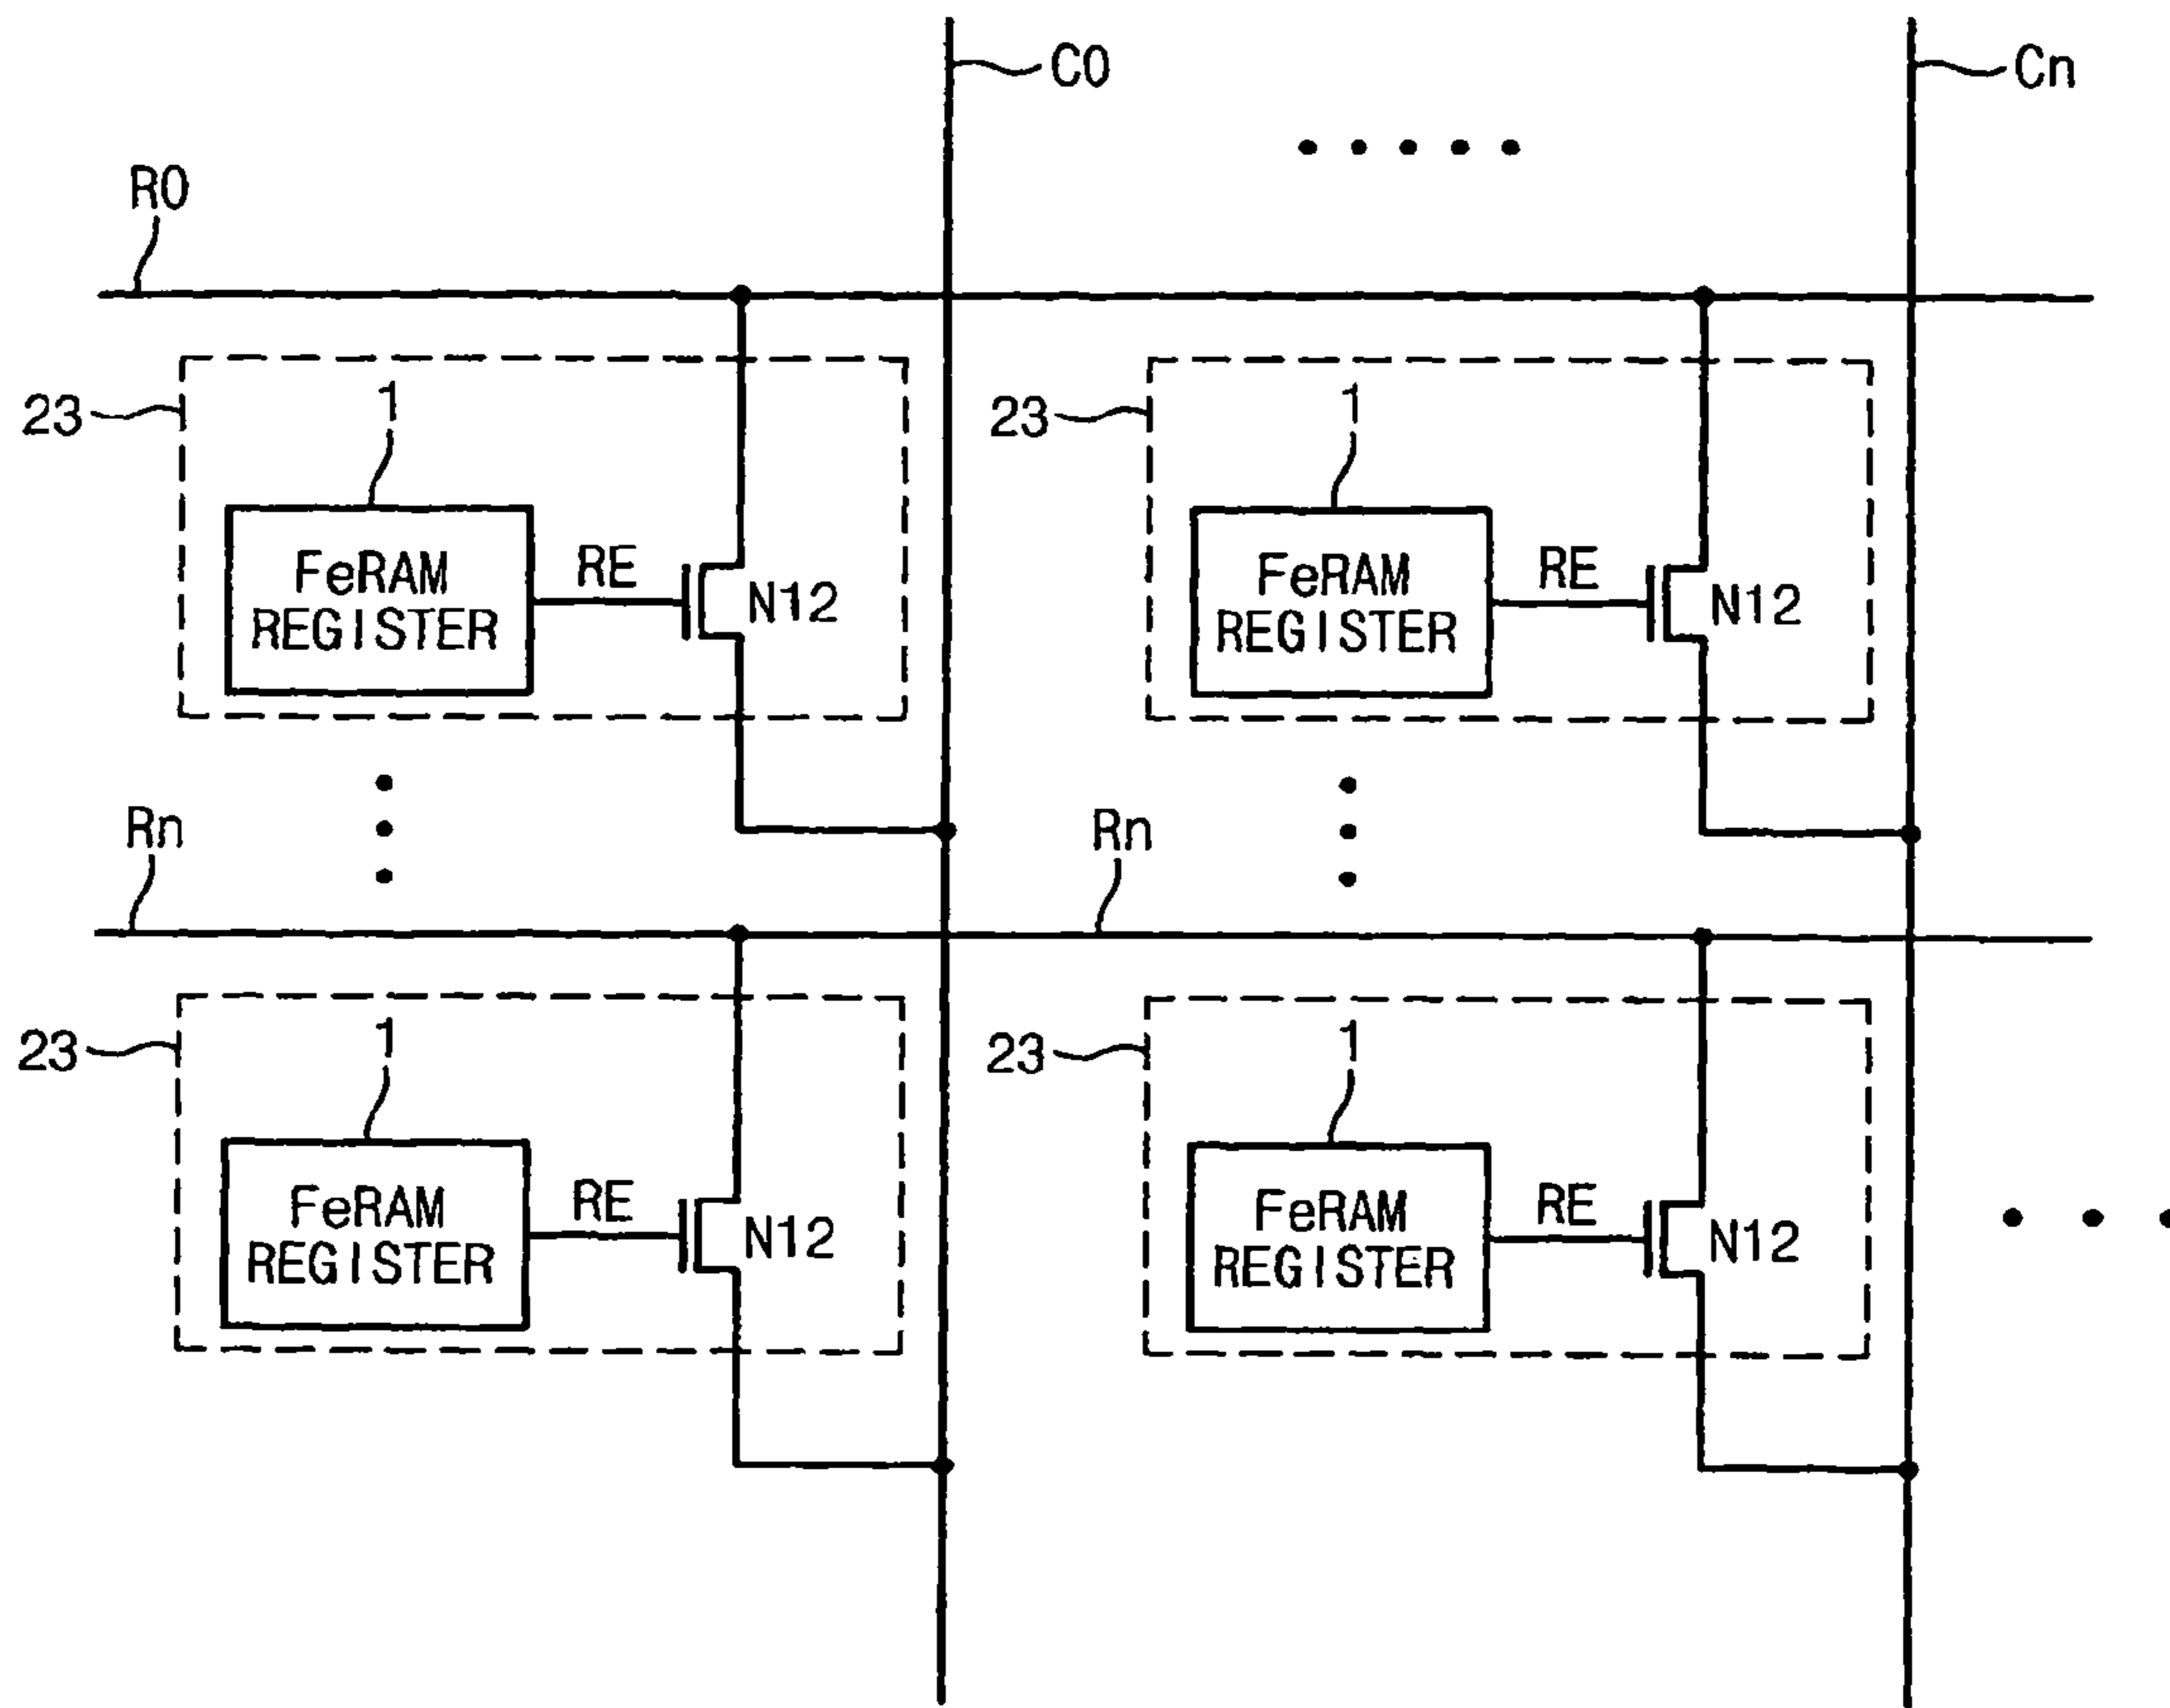 C0
Cn
R0
23
1
FeRAM
REGISTER
RE
N12
23
1
FeRAM
REGISTER
RE
N12
Rn
Rn
23
1
FeRAM
REGISTER
RE
N12
23
1
FeRAM
REGISTER
RE
N12